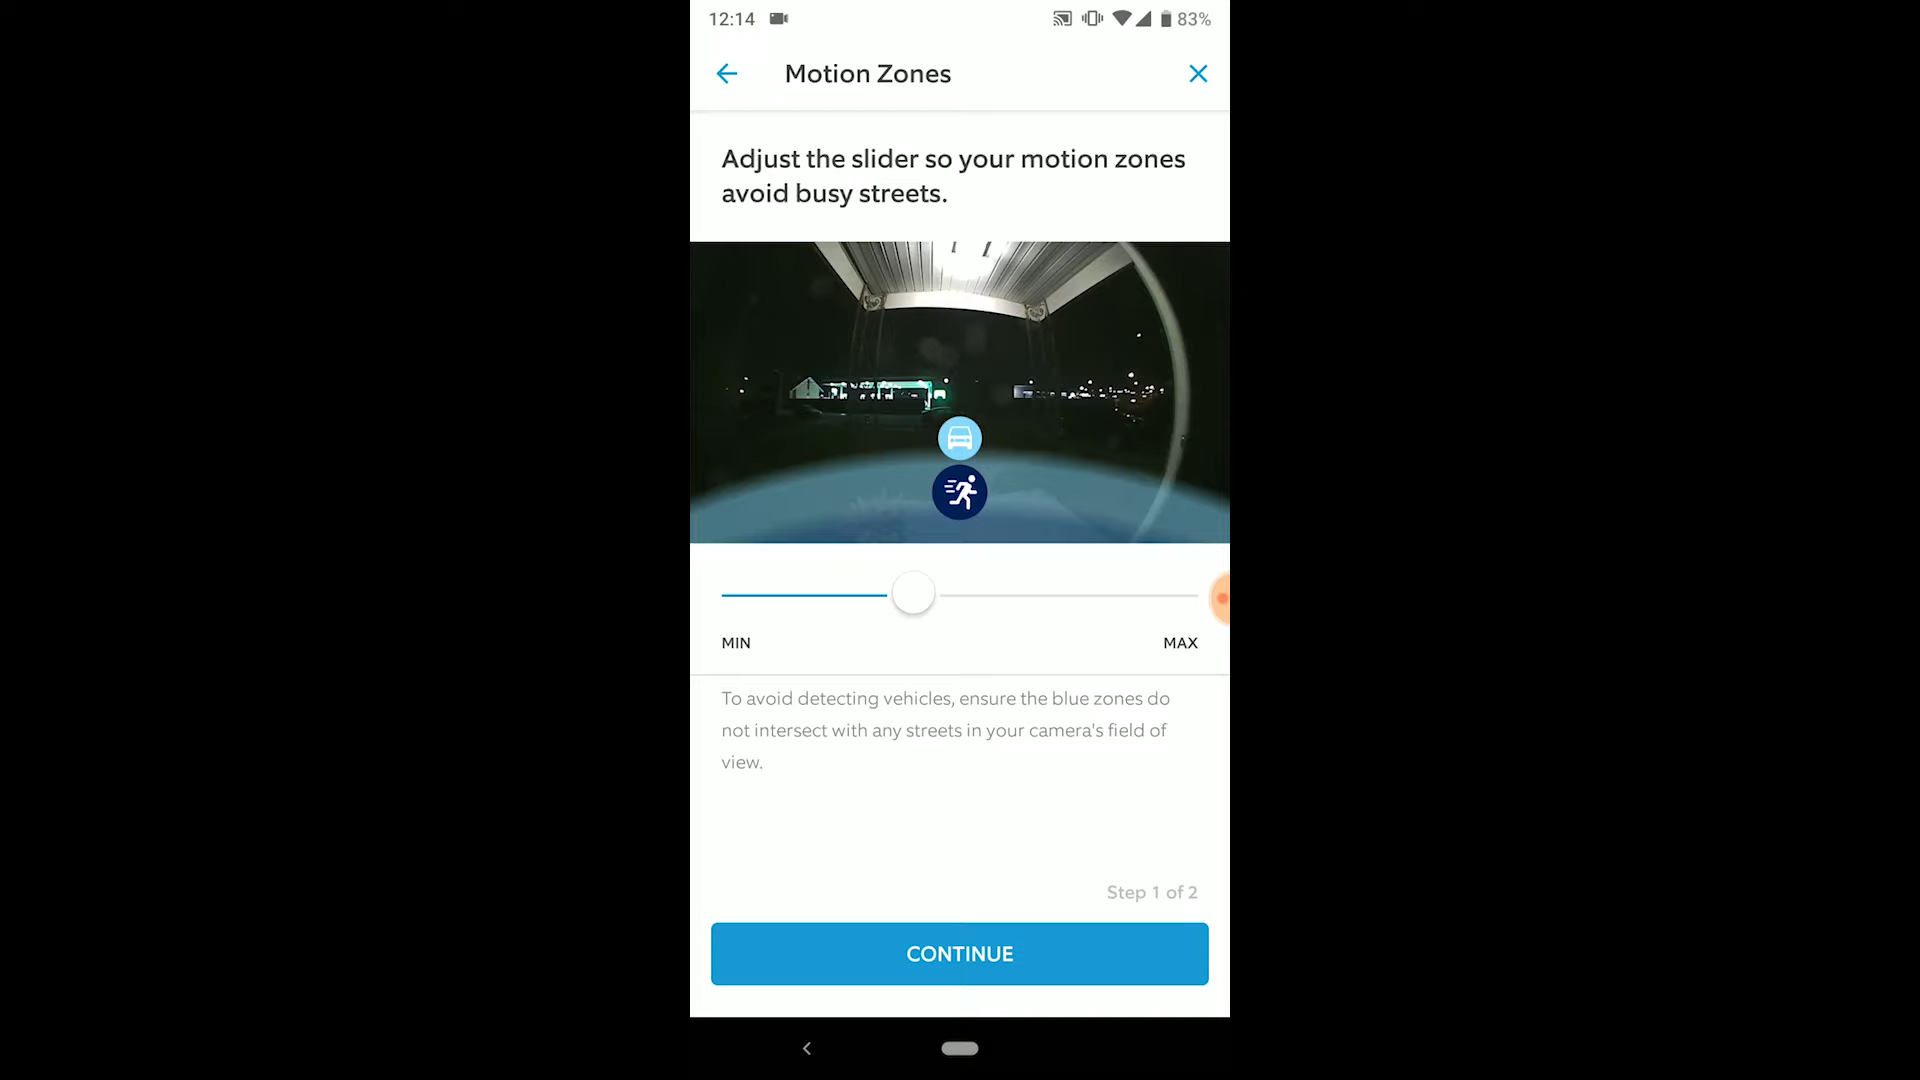 12:14
83%
Motion Zones
Adjust the slider so your motion zones
avoid busy streets.
MIN
MAX
To avoid detecting vehicles, ensure the blue zones do
not intersect with any streets in your camera's field of
view.
Step 1 of 2
CONTINUE